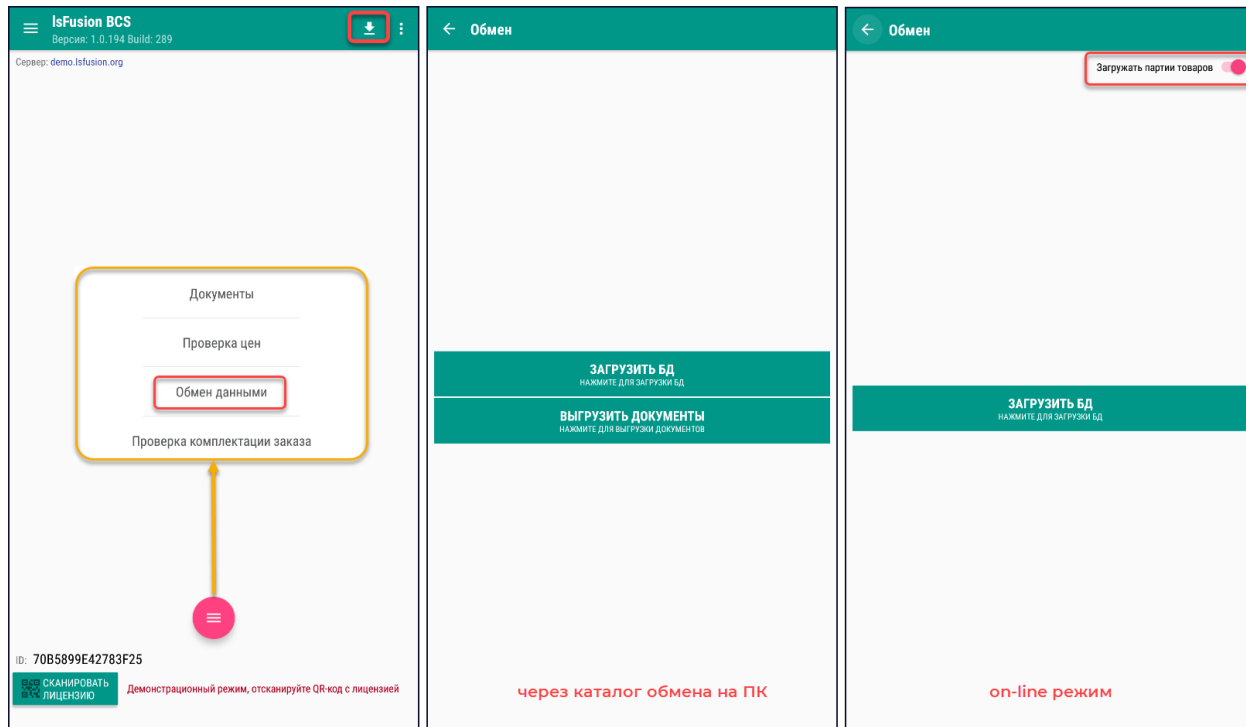 lsFusion BCS
Версия: 1.0.194 Build: 289
Сервер: demo.lsfusion.org
Документы
Проверка цен
Обмен данными
Проверка комплектации заказа
ID: 70B5899E42783F25
СКАНИРОВАТЬ
ЛИЦЕНЗИЮ
Демонстрационный режим, отсканируйте QR-код с лицензией
Обмен
ЗАГРУЗИТЬ БД
НАЖМИТЕ ДЛЯ ЗАГРУЗКИ БД
ВЫГРУЗИТЬ ДОКУМЕНТЫ
НАЖМИТЕ ДЛЯ ВЫГРУЗКИ ДОКУМЕНТОВ
через каталог обмена на ПК
Обмен
Загружать партии товаров
ЗАГРУЗИТЬ БД
НАЖМИТЕ ДЛЯ ЗАГРУЗКИ БД
on-line режим